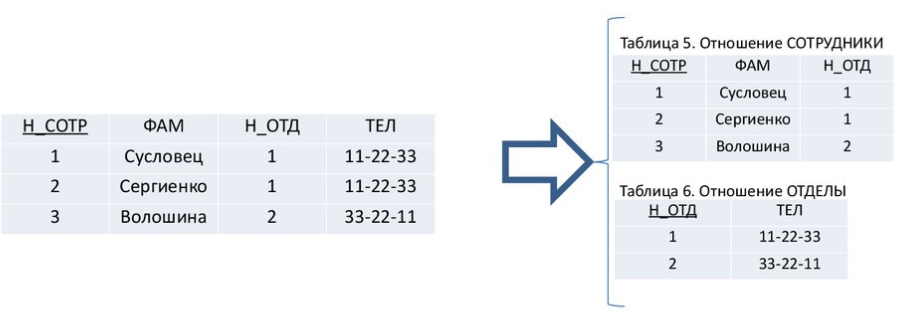 Н_СОТР ФАМ Н_ОТД ТЕЛ
1 Сусловец 1 11-22-33
2 Сергиенко 1 11-22-33
3 Волошина 2 33-22-11
Таблица 5. Отношение СОТРУДНИКИ
Н_СОТР ФАМ Н_ОТД
1 Сусловец 1
2 Сергиенко 1
3 Волошина 2
Таблица 6. Отношение ОТДЕЛЫ
Н_ОТД ТЕЛ
1 11-22-33
2 33-22-11